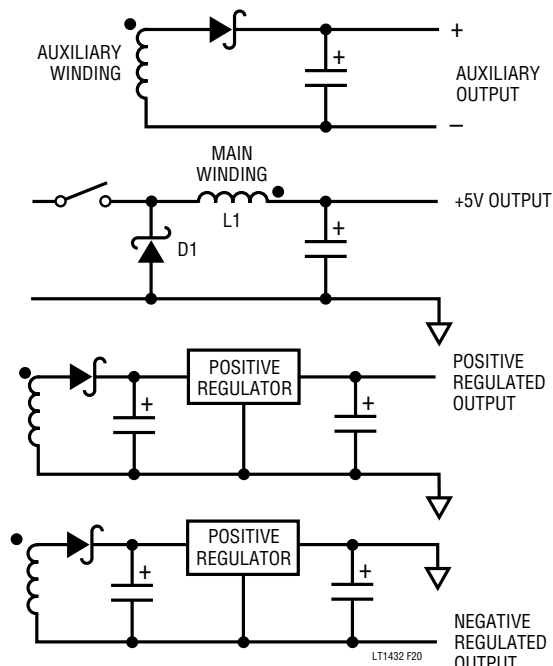 AUXILIARY
WINDING
+
+
AUXILIARY
OUTPUT
–
MAIN
WINDING
L1
+5V OUTPUT
D1
+
POSITIVE
REGULATOR
+
+
POSITIVE
REGULATED
OUTPUT
POSITIVE
REGULATOR
+
+
NEGATIVE
REGULATED
OUTPUT
LT1432 F20